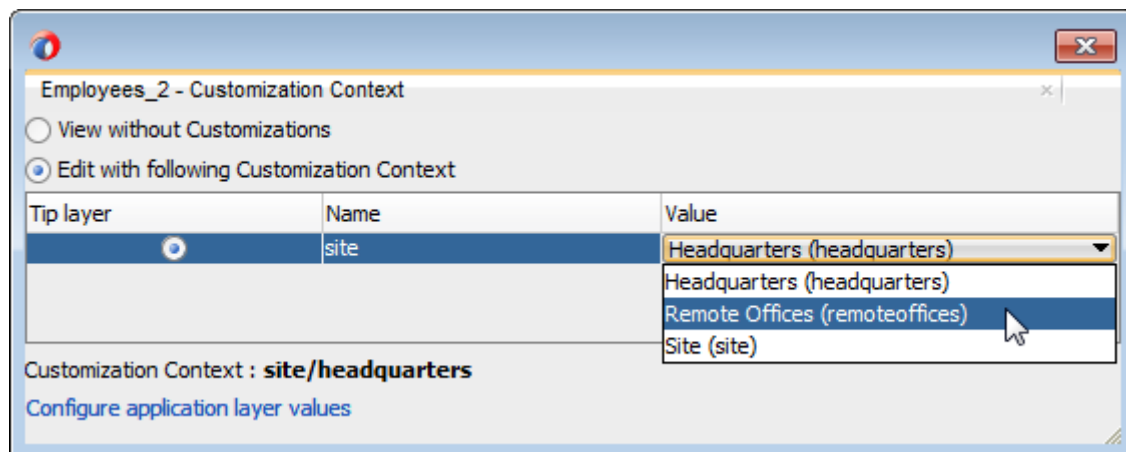 Employees_2 - Customization Context
View without Customizations
Edit with following Customization Context
Tip layer Name Value
site Headquarters (headquarters)
Headquarters (headquarters)
Remote Offices (remoteoffices)
Site (site)
Customization Context : site/headquarters
Configure application layer values